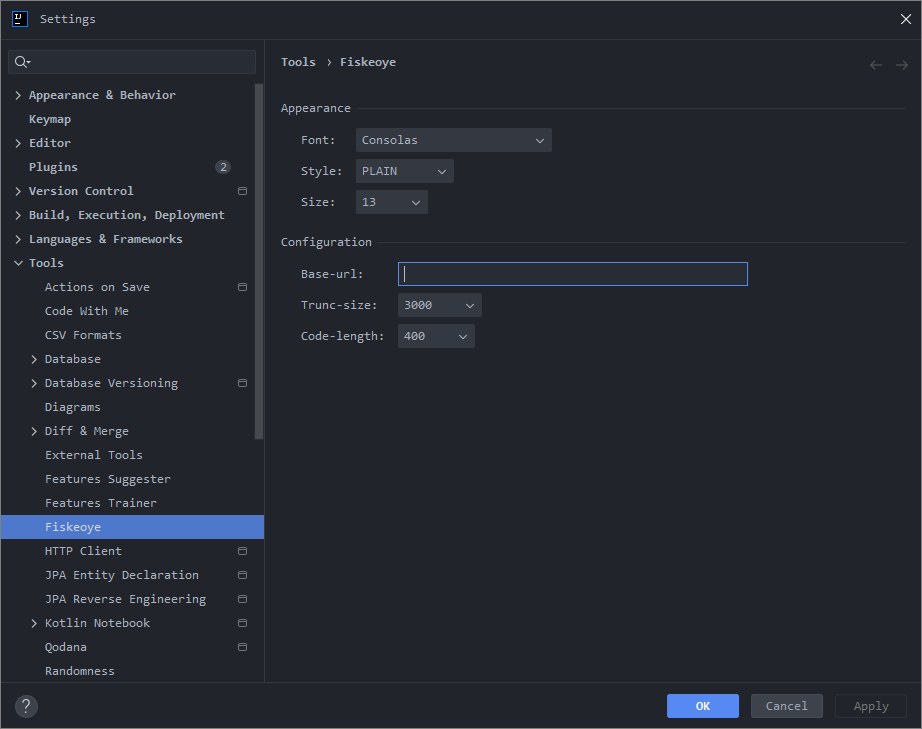 Settings
Appearance & Behavior
Keymap
Editor
Plugins 2
Version Control
Build, Execution, Deployment
Languages & Frameworks
Tools
Actions on Save
Code With Me
CSV Formats
Database
Database Versioning
Diagrams
Diff & Merge
External Tools
Features Suggester
Features Trainer
Fiskeoye
HTTP Client
JPA Entity Declaration
JPA Reverse Engineering
Kotlin Notebook
Qodana
Randomness
Tools › Fiskeoye
Appearance
Font: Consolas
Style: PLAIN
Size: 13
Configuration
Base-url:
Trunc-size: 3000
Code-length: 400
?
OK Cancel Apply